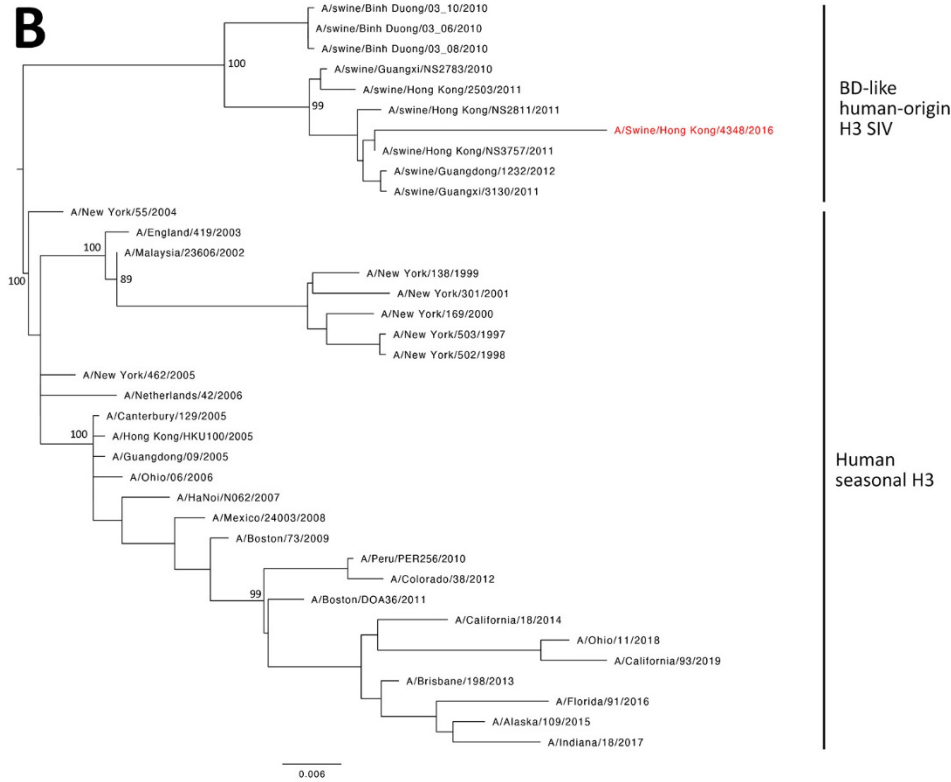 B
A/swine/Binh Duong/03_10/2010
A/swine/Binh Duong/03_06/2010
A/swine/Binh Duong/03_08/2010
100
A/swine/Guangxi/NS2783/2010
A/swine/Hong Kong/2503/2011
99
A/swine/Hong Kong/NS2811/2011
A/Swine/Hong Kong/4348/2016
A/swine/Hong Kong/NS3757/2011
A/swine/Guangdong/1232/2012
A/swine/Guangxi/3130/2011
BD-like
human-origin
H3 SIV
A/New York/55/2004
A/England/419/2003
100
A/Malaysia/23606/2002
100
89
A/New York/138/1999
A/New York/301/2001
A/New York/169/2000
A/New York/503/1997
A/New York/502/1998
A/New York/462/2005
A/Netherlands/42/2006
A/Canterbury/129/2005
100
A/Hong Kong/HKU100/2005
A/Guangdong/09/2005
A/Ohio/06/2006
A/HaNoi/N062/2007
A/Mexico/24003/2008
A/Boston/73/2009
A/Peru/PER256/2010
A/Colorado/38/2012
99
A/Boston/DOA36/2011
A/California/18/2014
A/Ohio/11/2018
A/California/93/2019
A/Brisbane/198/2013
A/Florida/91/2016
A/Alaska/109/2015
A/Indiana/18/2017
Human
seasonal H3
0.006